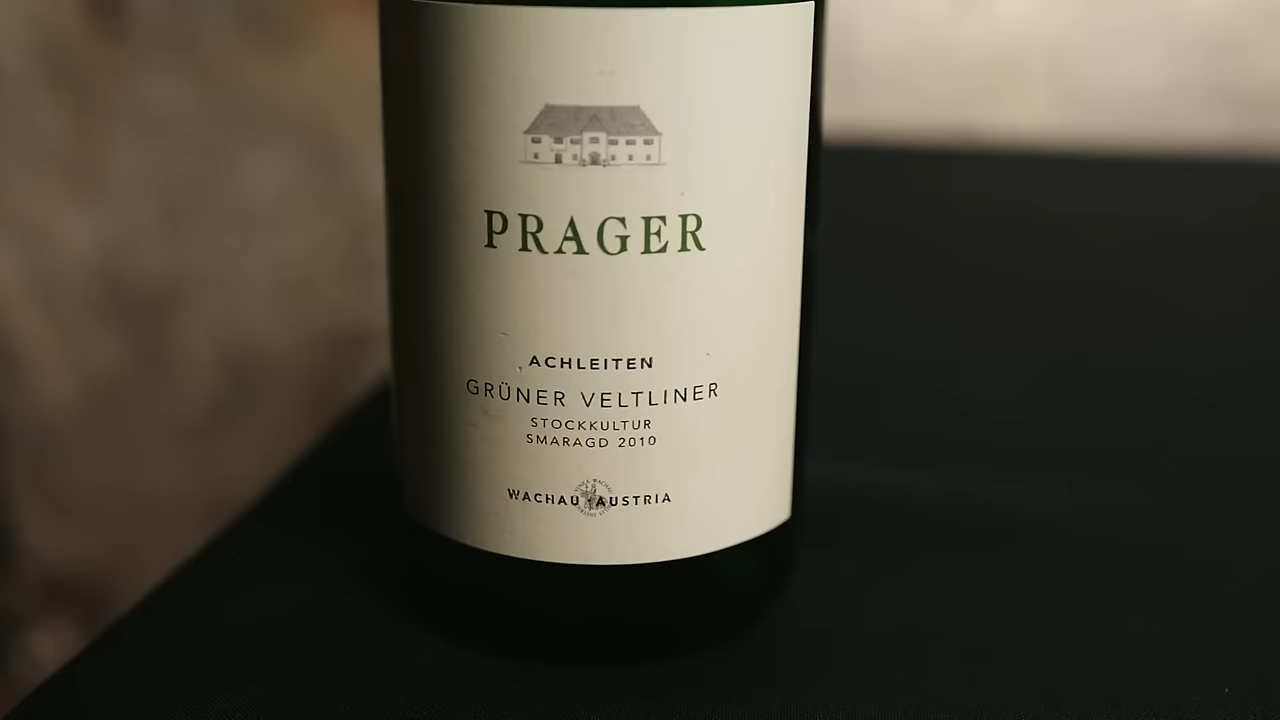 PRAGER
ACHLEITEN
GRÜNER VELTLINER
STOCKKULTUR
SMARAGD 2010
WACHAU AUSTRIA